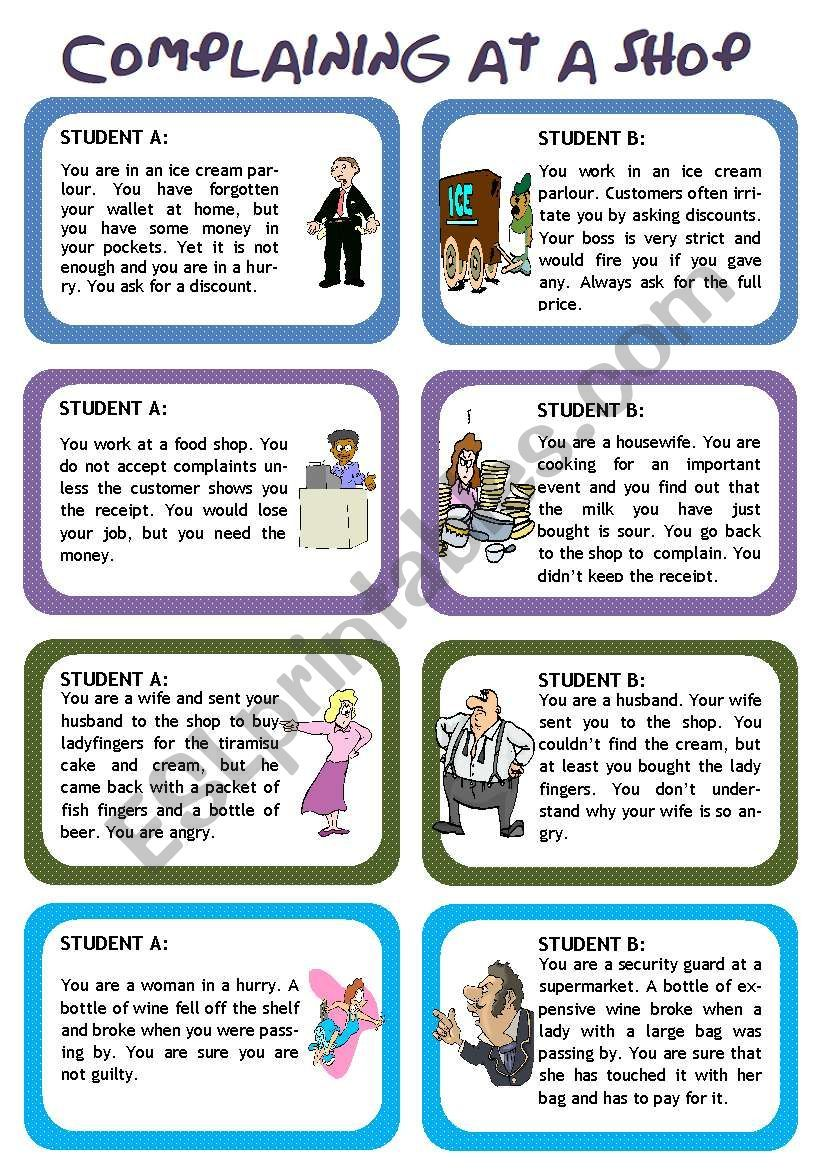 COMPLAINING AT A SHOP
STUDENT A:
You are in an ice cream par-
lour. You have forgotten
your wallet at home, but
you have some money in
your pockets. Yet it is not
enough and you are in a hur-
ry. You ask for a discount.
STUDENT B:
You work in an ice cream
parlour. Customers often irri-
tate you by asking discounts.
Your boss is very strict and
would fire you if you gave
any. Always ask for the full
price.
ICE
STUDENT A:
You work at a food shop. You
do not accept complaints un-
less the customer shows you
the receipt. You would lose
your job, but you need the
money.
STUDENT B:
You are a housewife. You are
cooking for an important
event and you find out that
the milk you have just
bought is sour. You go back
to the shop to complain. You
didn't keep the receipt.
STUDENT A:
You are a wife and sent your
husband to the shop to buy
ladyfingers for the tiramisu
cake and cream, but he
came back with a packet of
fish fingers and a bottle of
beer. You are angry.
STUDENT B:
You are a husband. Your wife
sent you to the shop. You
couldn't find the cream, but
at least you bought the lady
fingers. You don't under-
stand why your wife is so an-
gry.
STUDENT A:
You are a woman in a hurry. A
bottle of wine fell off the shelf
and broke when you were pass-
ing by. You are sure you are
not guilty.
STUDENT B:
You are a security guard at a
supermarket. A bottle of ex-
pensive wine broke when a
lady with a large bag was
passing by. You are sure that
she has touched it with her
bag and has to pay for it.
ESLprintables.com